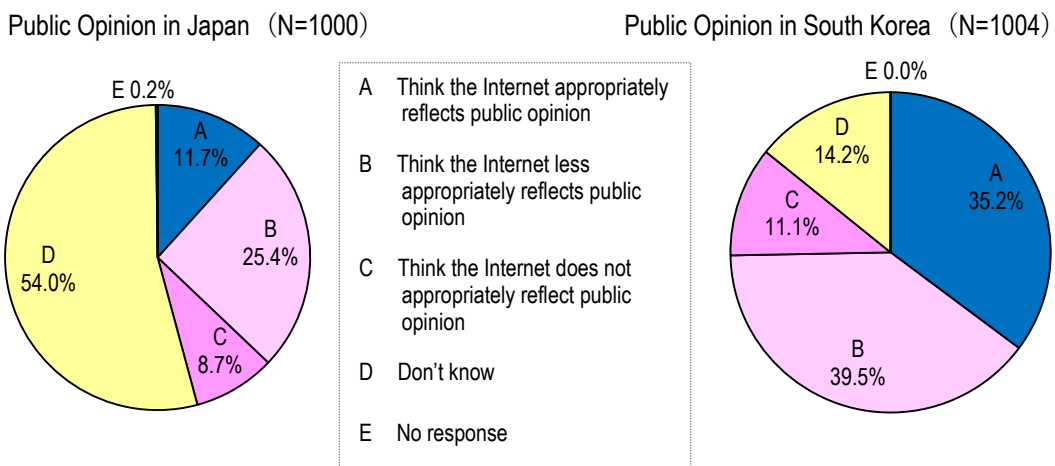 Public Opinion in Japan （N=1000）
Public Opinion in South Korea （N=1004）
E 0.2%
A
11.7%
B
25.4%
C
8.7%
D
54.0%
A Think the Internet appropriately
reflects public opinion
B Think the Internet less
appropriately reflects public
opinion
C Think the Internet does not
appropriately reflect public
opinion
D Don't know
E No response
E 0.0%
A
35.2%
B
39.5%
C
11.1%
D
14.2%